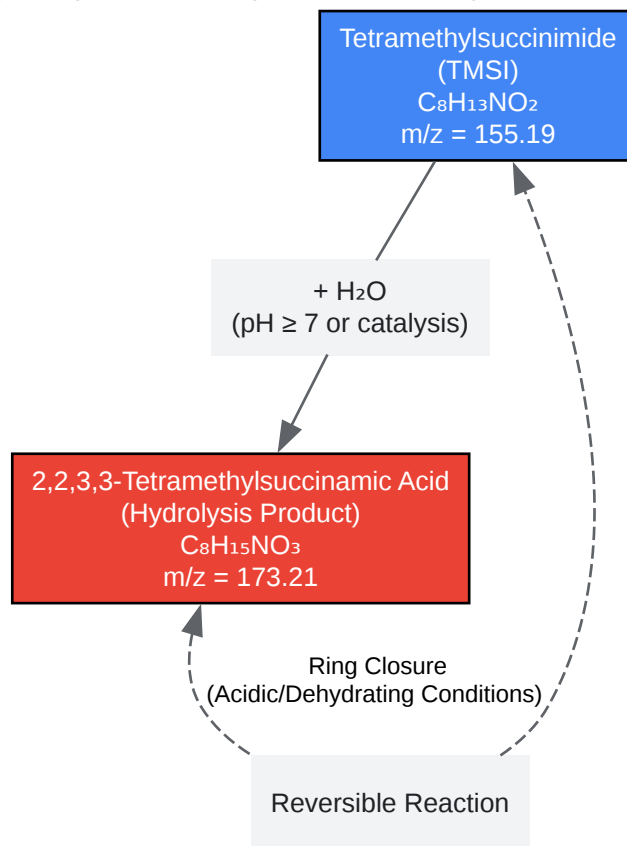 Tetramethylsuccinimide
(TMSI)
C₈H₁₃NO₂
m/z = 155.19
+ H₂O
(pH ≥ 7 or catalysis)
2,2,3,3-Tetramethylsuccinamic Acid
(Hydrolysis Product)
C₈H₁₅NO₃
m/z = 173.21
Ring Closure
(Acidic/Dehydrating Conditions)
Reversible Reaction